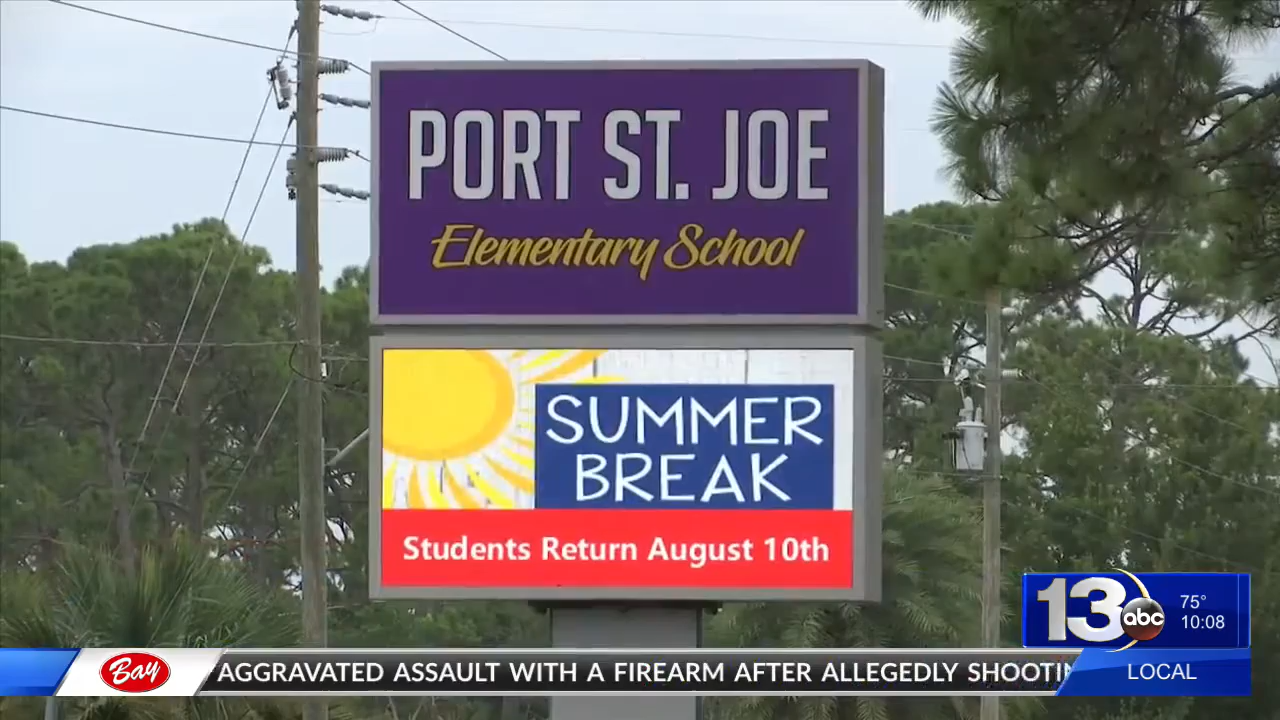 PORT ST. JOE
Elementary School
SUMMER
BREAK
Students Return August 10th
13
abc
75°
10:08
Bay
AGGRAVATED ASSAULT WITH A FIREARM AFTER ALLEGEDLY
LOCAL